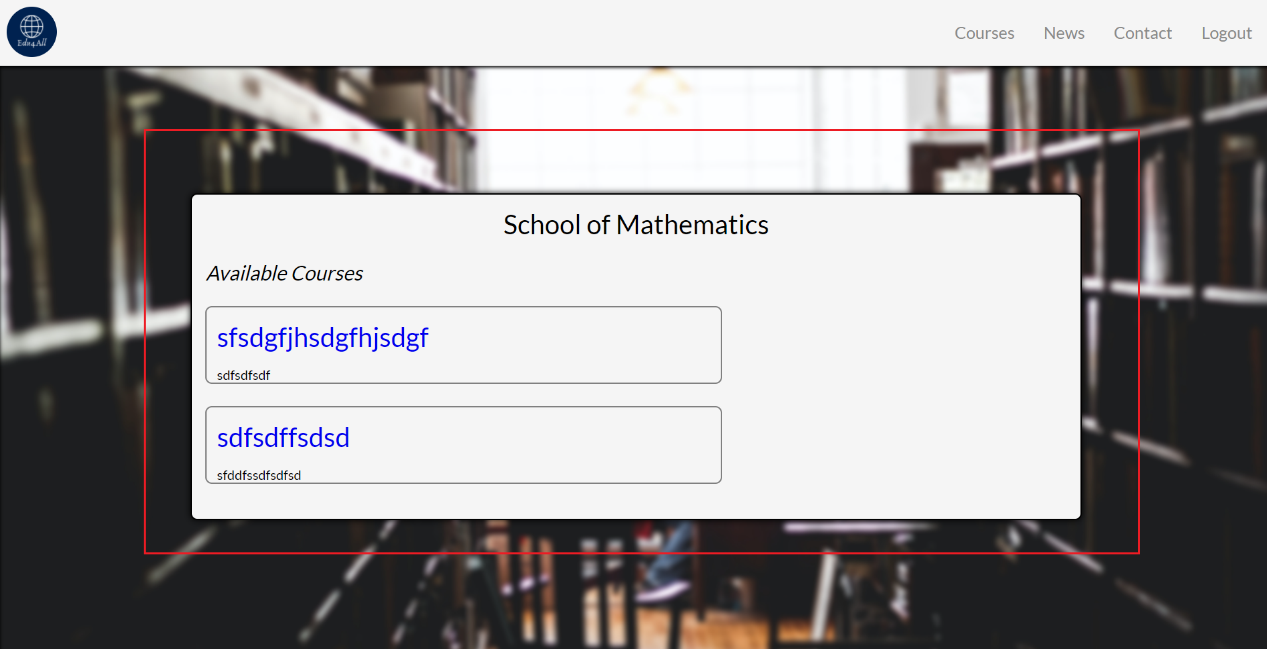 Edu4All
Courses News Contact Logout
School of Mathematics
Available Courses
sfsdgfjhsdgfhjsdgf
sdfsdfsdf
sdfsdffsdsd
sfddfssdfsdfsd